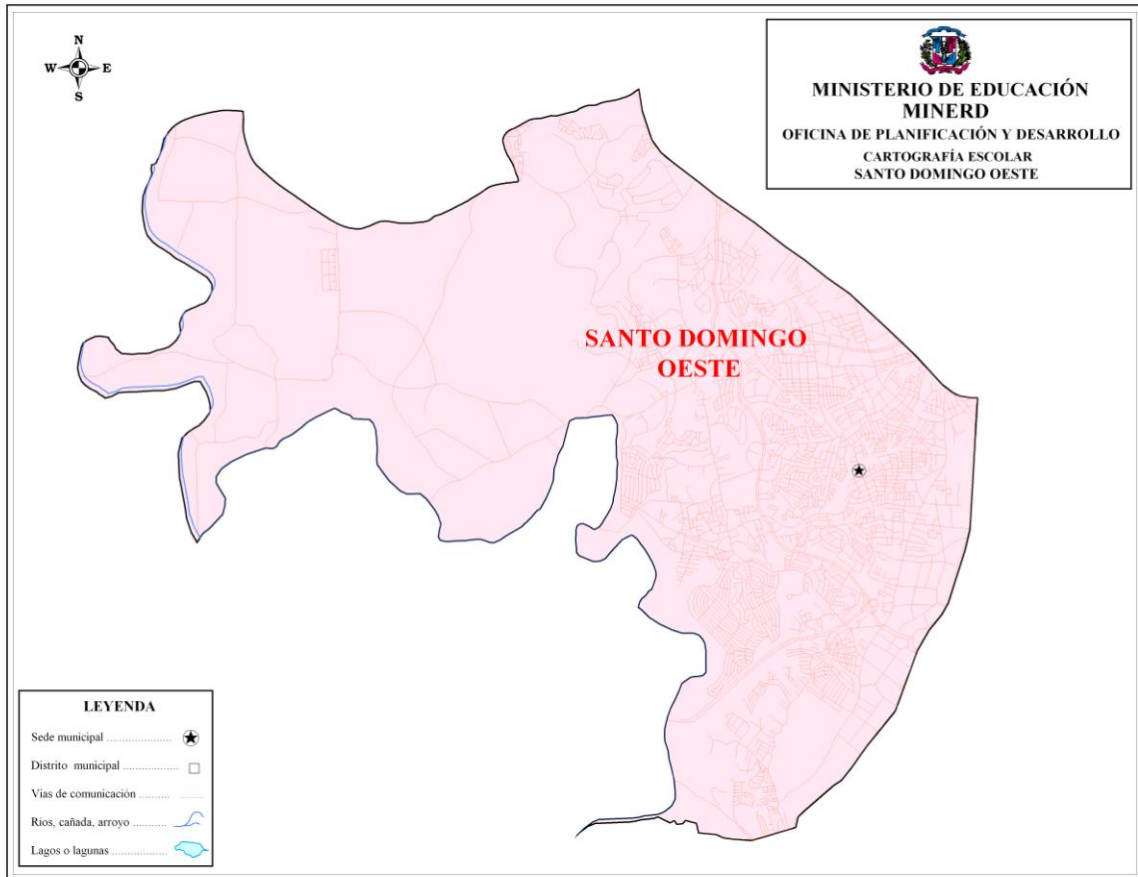 N
W E
S
MINISTERIO DE EDUCACIÓN
MINERD
OFICINA DE PLANIFICACIÓN Y DESARROLLO
CARTOGRAFÍA ESCOLAR
SANTO DOMINGO OESTE
SANTO DOMINGO
OESTE
LEYENDA
Sede municipal ....................
Distrito municipal ..................
Vias de comunicación ..........
Rios, cañada, arroyo ...........
Lagos o lagunas ..................